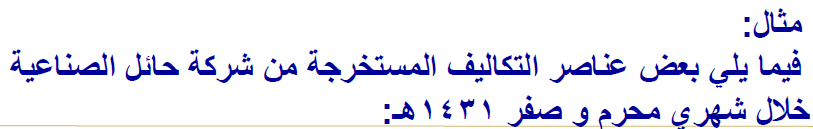 مثال:
فيما يلي بعض عناصر التكاليف المستخرجة من شركة حائل الصناعية
خلال شهري محرم و صفر ١٤٣١هـ: